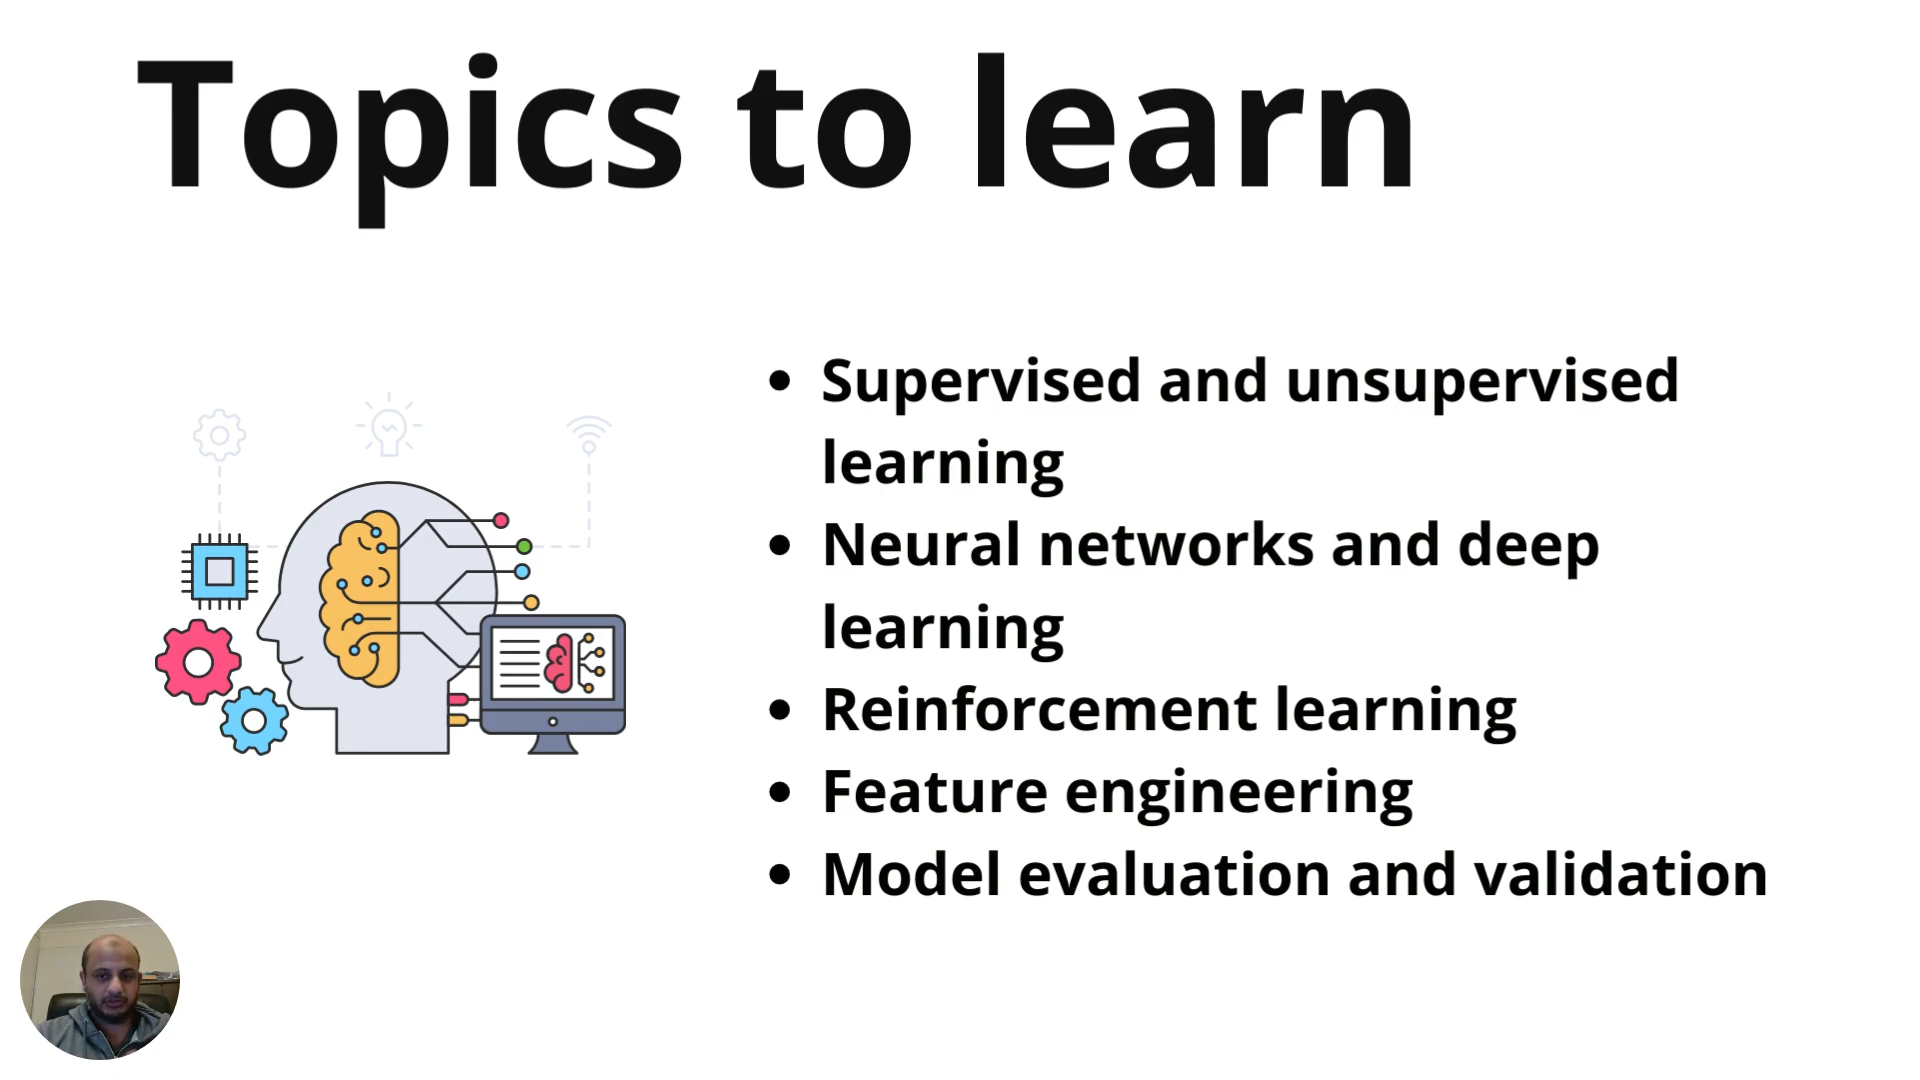 Topics to learn
• Supervised and unsupervised
learning
• Neural networks and deep
learning
• Reinforcement learning
• Feature engineering
• Model evaluation and validation